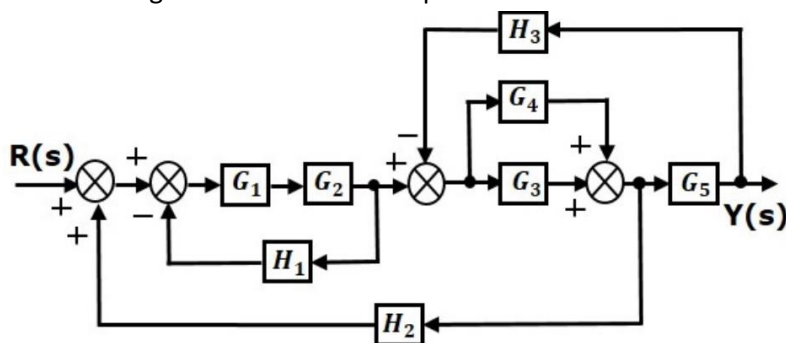 H₃
−
G₄
R(s)
+
+
+
G₁
G₂
G₃
G₅
+
−
+
+
Y(s)
+
H₁
H₂